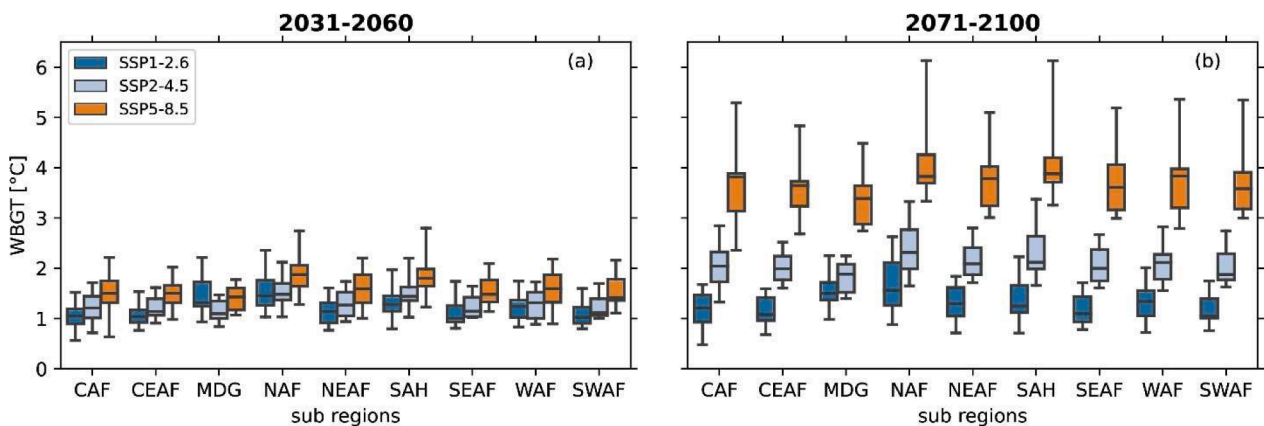 2031-2060
2071-2100
SSP1-2.6
SSP2-4.5
SSP5-8.5
(a)
(b)
WBGT [°C]
6
5
4
3
2
1
0
CAF CEAF MDG NAF NEAF SAH SEAF WAF SWAF
sub regions
CAF CEAF MDG NAF NEAF SAH SEAF WAF SWAF
sub regions